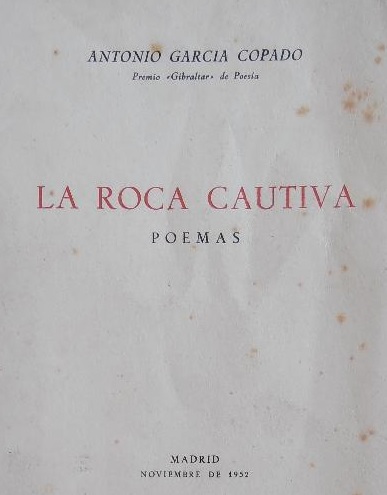 ANTONIO GARCIA COPADO
Premio «Gibraltar» de Poesía
LA ROCA CAUTIVA
POEMAS
MADRID
NOVIEMBRE DE 1952